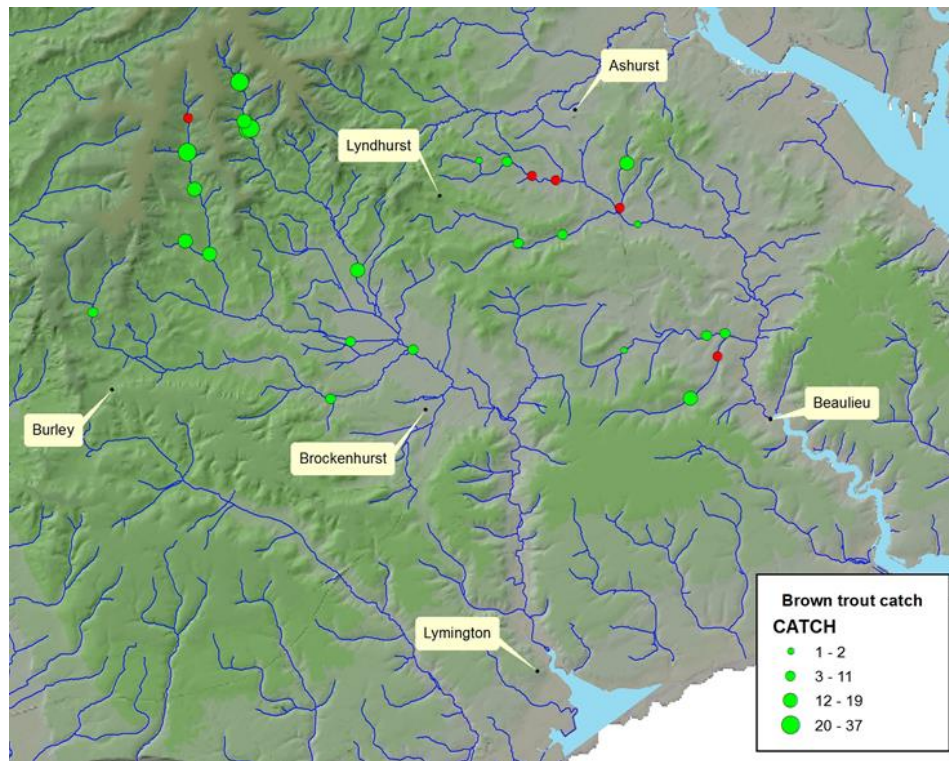 Ashurst
Lyndhurst
Burley
Beaulieu
Brockenhurst
Lymington
Brown trout catch
CATCH
1 - 2
3 - 11
12 - 19
20 - 37